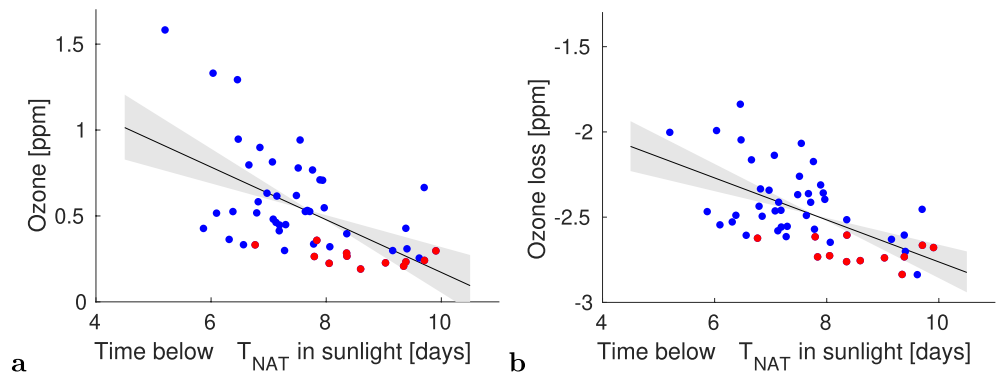 1.5
1
0.5
0
Ozone [ppm]
4 6 8 10
Time below T_NAT in sunlight [days]
a
-1.5
-2
-2.5
-3
Ozone loss [ppm]
4 6 8 10
Time below T_NAT in sunlight [days]
b